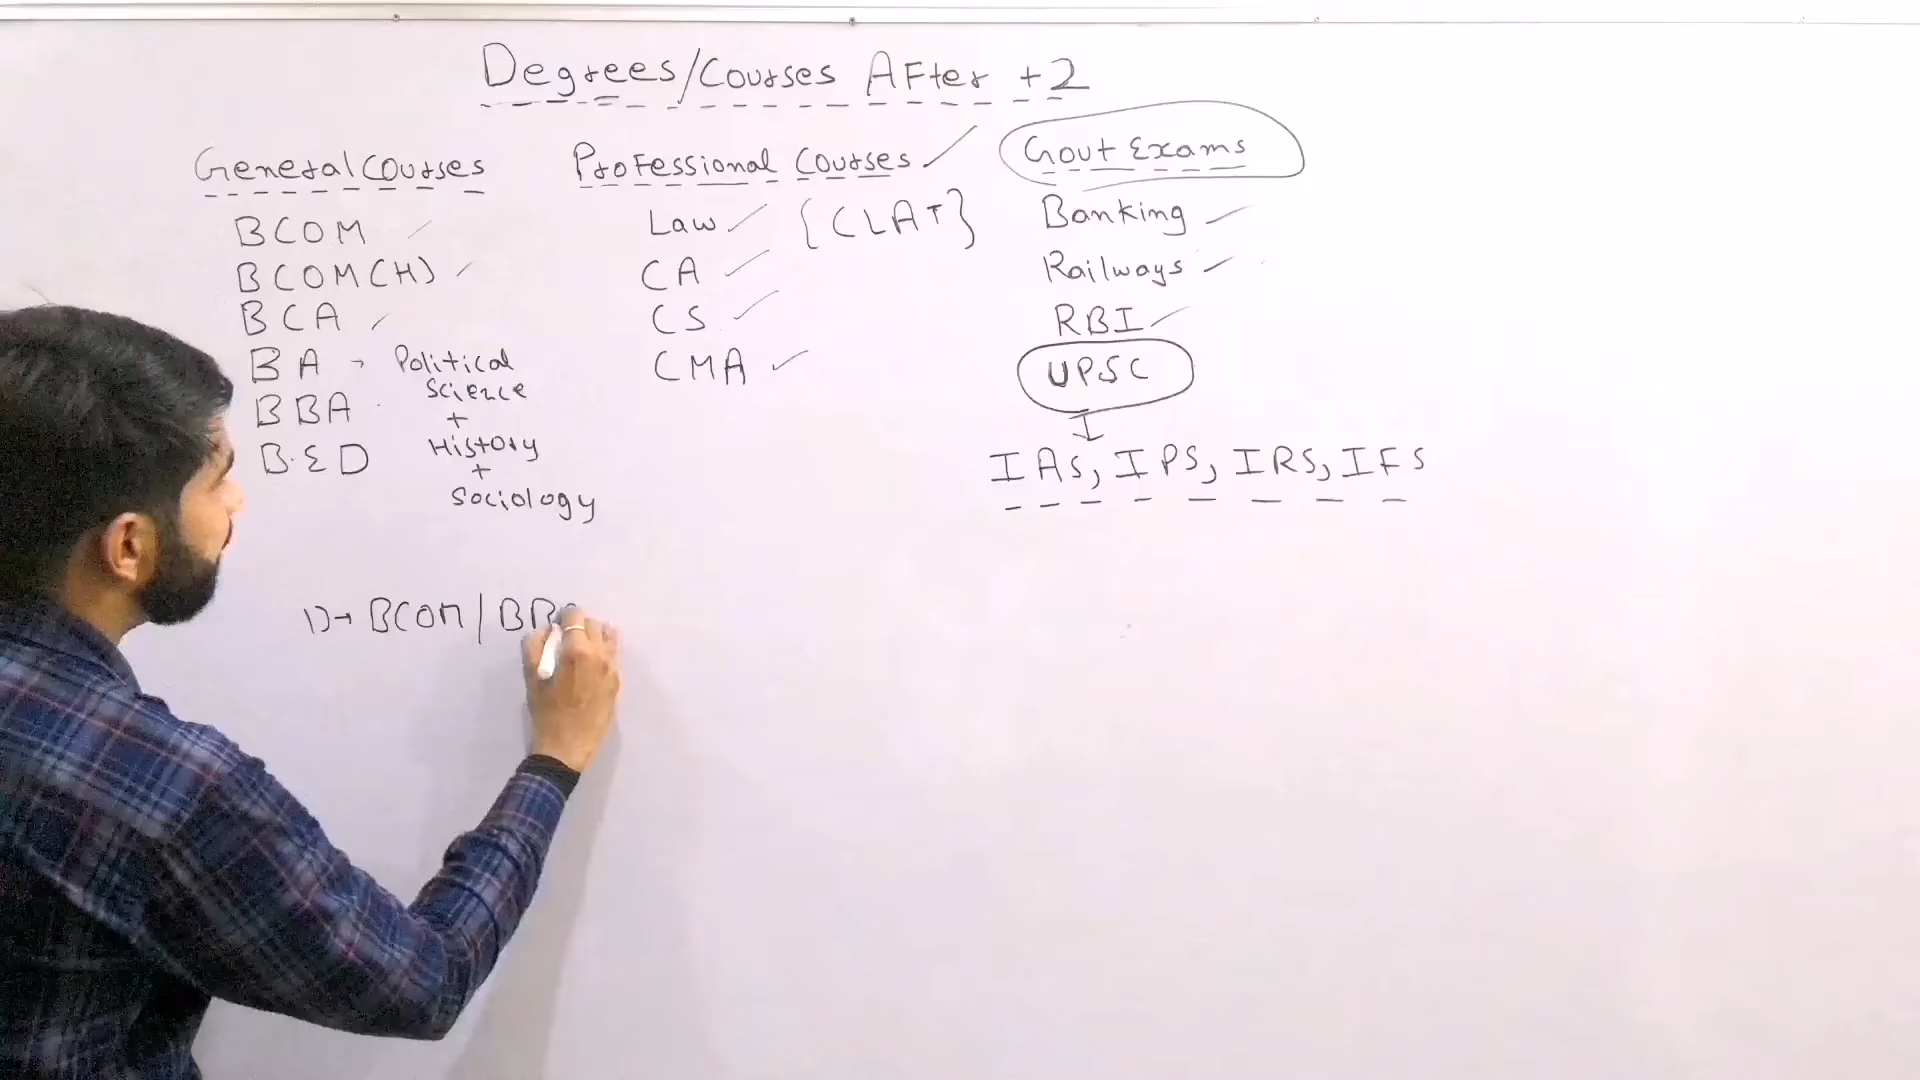 Degrees/Courses After +2
General Courses
BCOM
BCOM(H)
BCA
BA → Political
Science
+
BBA
History
+
B.ED
Sociology
Professional Courses
Law {CLAT}
CA
CS
CMA
Govt Exams
Banking
Railways
RBI
UPSC
IAS, IPS, IRS, IFS
1) → BCOM / BB